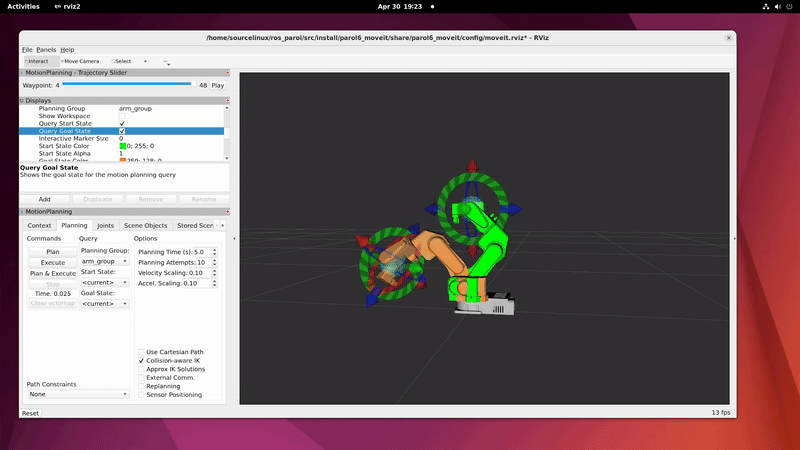 Activities
rviz2
Apr 30 19:23
/home/sourcelinux/ros_parol/src/install/parol6_moveit/share/parol6_moveit/config/moveit.rviz* - RViz
File Panels Help
Interact Move Camera Select
MotionPlanning - Trajectory Slider
Waypoint: 4 48 Play
Displays
Planning Group arm_group
Show Workspace
Query Start State
Query Goal State
Interactive Marker Size 0
Start State Color 0; 255; 0
Start State Alpha 1
Goal State Color 250; 128; 0
Query Goal State
Shows the goal state for the motion planning query
Add Duplicate Remove Rename
MotionPlanning
Context Planning Joints Scene Objects Stored Scen
Commands Query Options
Plan Planning Group: Planning Time (s): 5.0
Execute arm_group Planning Attempts: 10
Plan & Execute Start State: Velocity Scaling: 0.10
Stop <current> Accel. Scaling: 0.10
Time: 0.025 Goal State:
Clear octomap <current>
Use Cartesian Path
Collision-aware IK
Approx IK Solutions
External Comm.
Path Constraints Replanning
None Sensor Positioning
Reset 13 fps